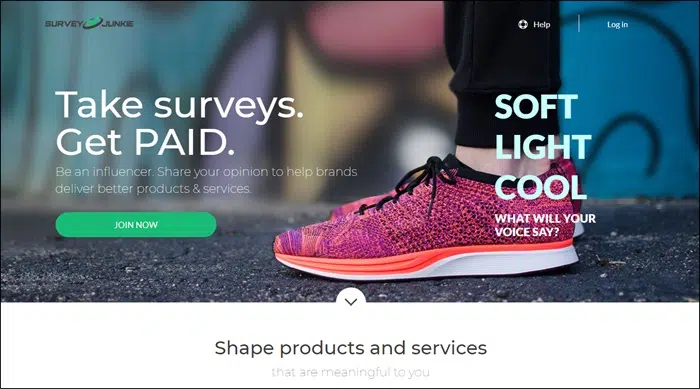 SURVEY JUNKIE
Help
Log in
Take surveys.
Get PAID.
Be an influencer. Share your opinion to help brands
deliver better products & services.
JOIN NOW
SOFT
LIGHT
COOL
WHAT WILL YOUR
VOICE SAY?
Shape products and services
that are meaningful to you